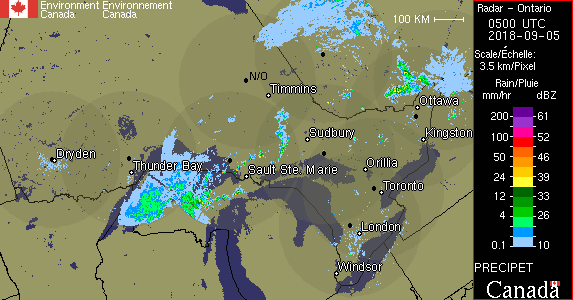 Environment Environnement
Canada Canada
Radar - Ontario
0500 UTC
2018-09-05
Scale/Échelle:
3.5 km/Pixel
Rain/Pluie
mm/hr dBZ
200 61
100 52
50 46
24 39
12 33
4 26
0.1 10
PRECIPET
Canada
100 KM
N/O
Timmins
Ottawa
Sudbury
Kingston
Dryden
Thunder Bay
Sault Ste. Marie
Orillia
Toronto
London
Windsor